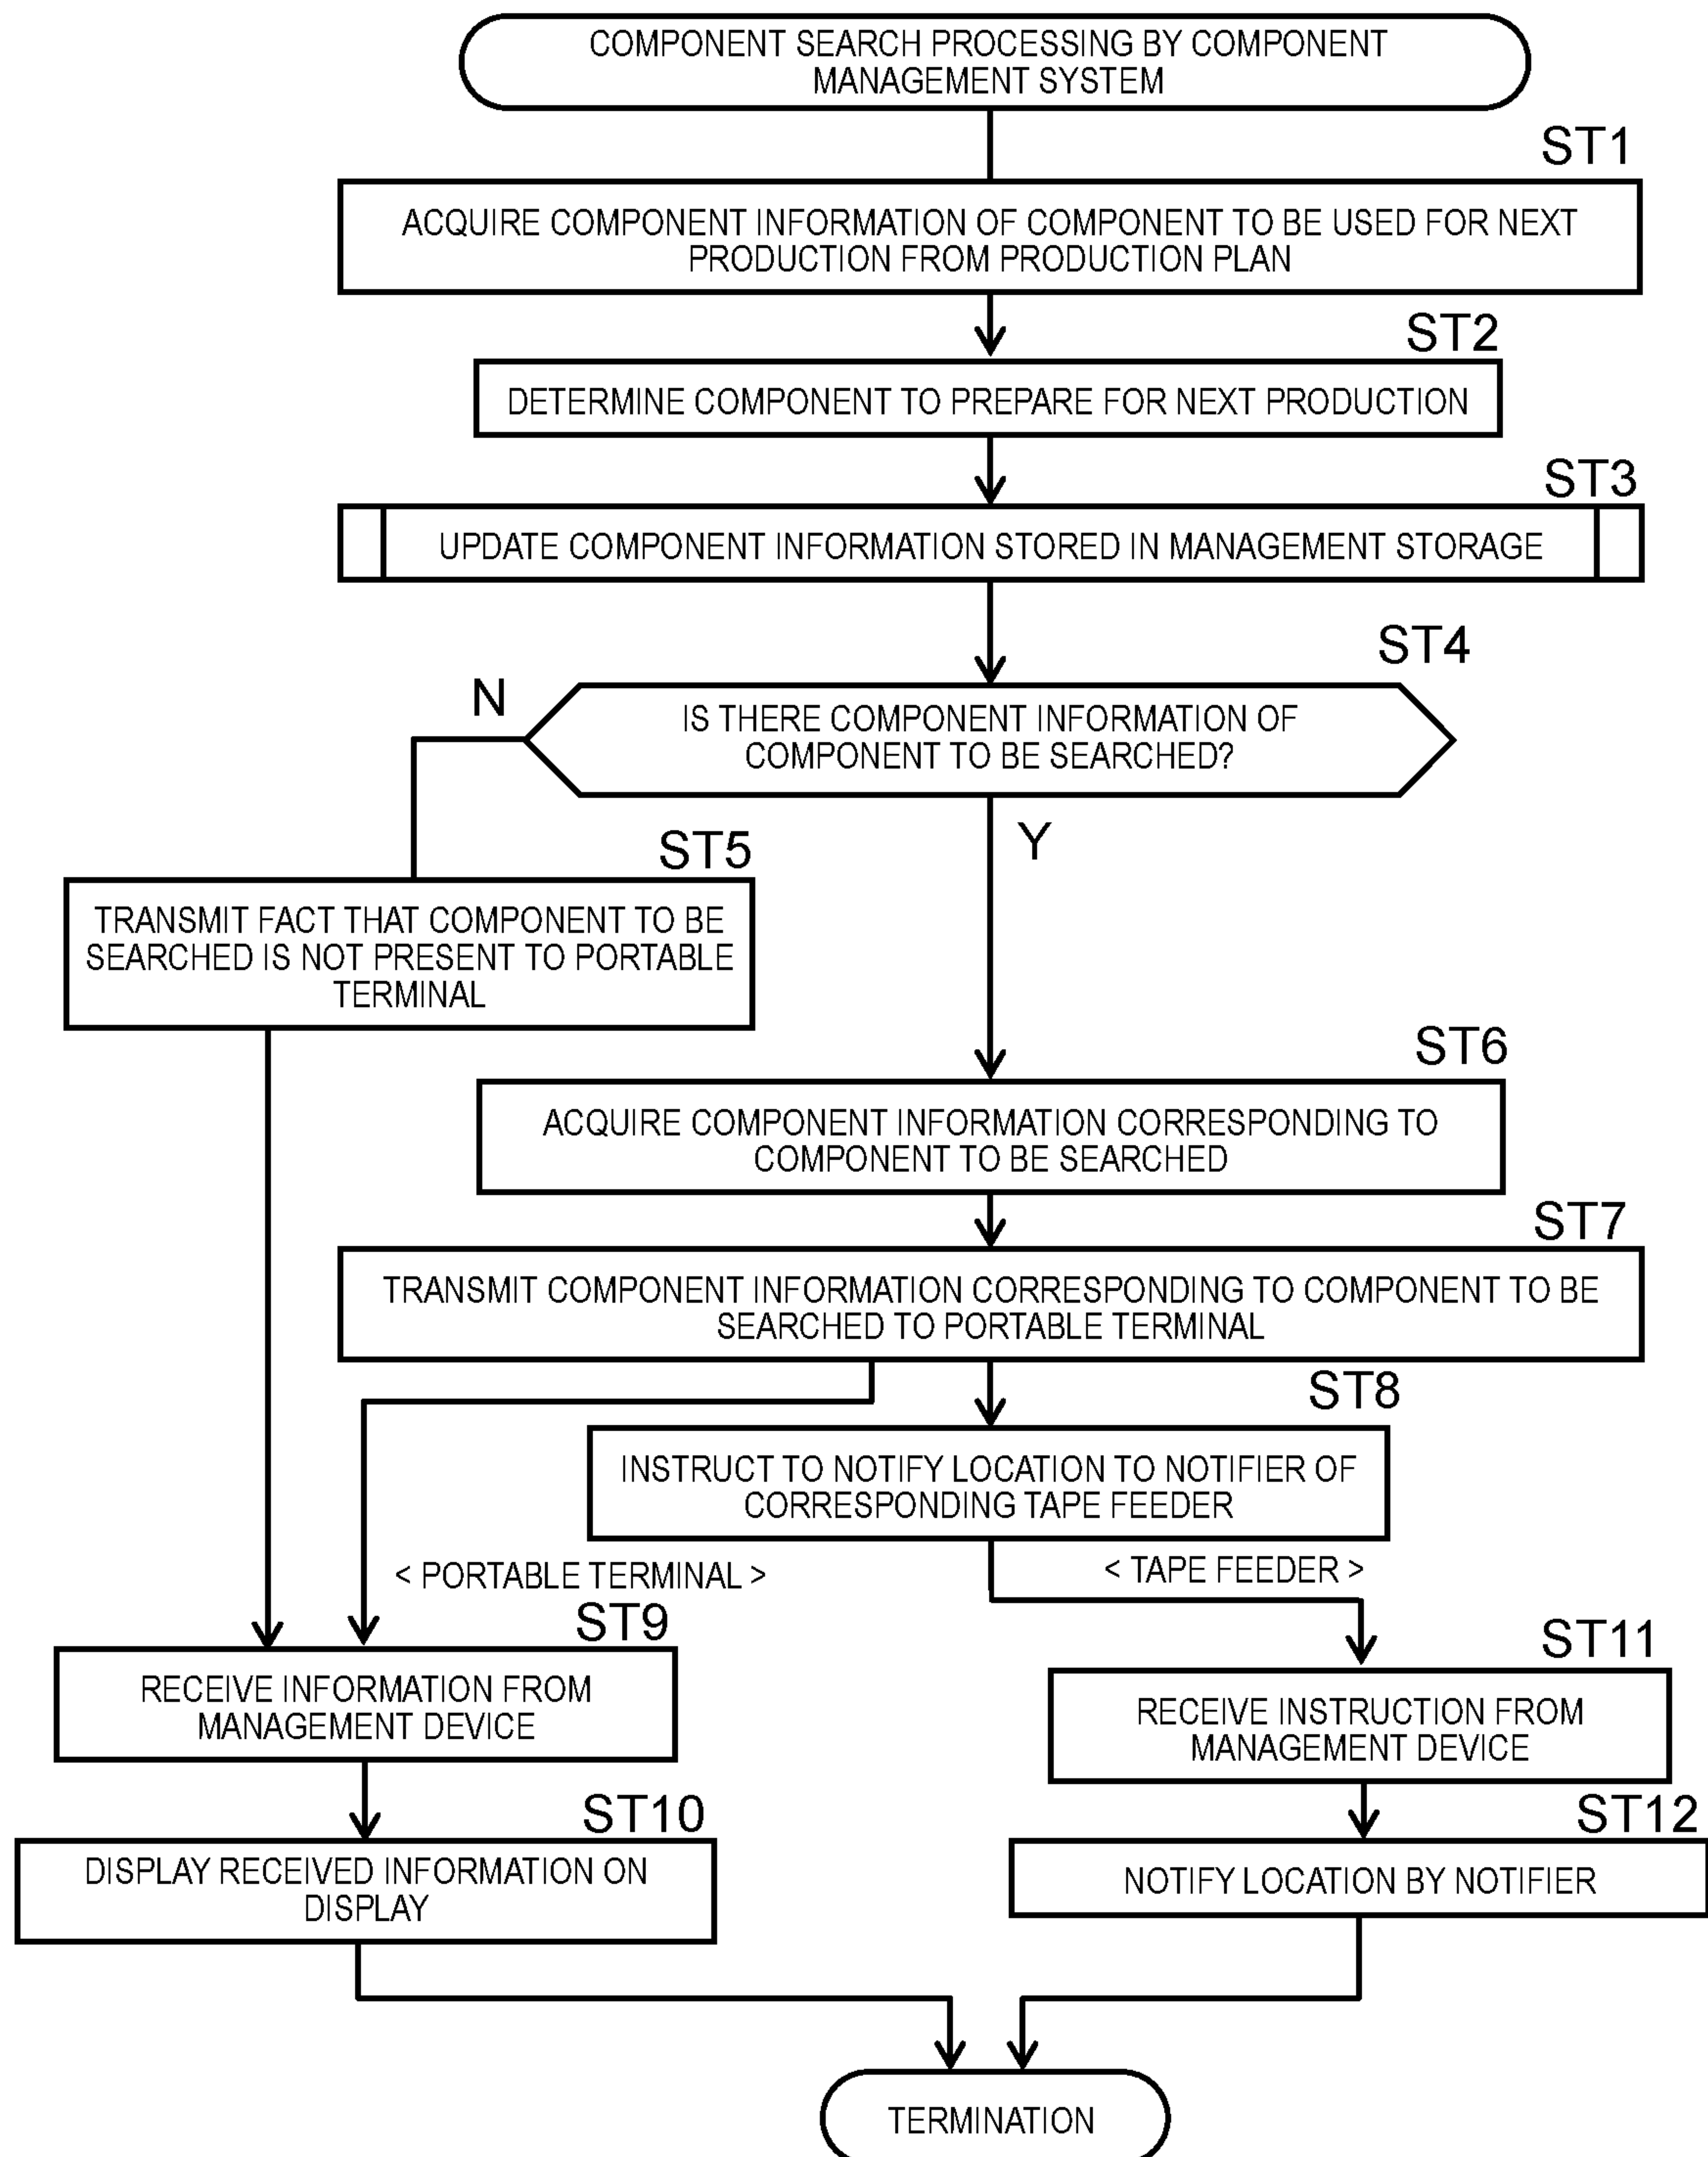 COMPONENT SEARCH PROCESSING BY COMPONENT
MANAGEMENT SYSTEM
ST1
ACQUIRE COMPONENT INFORMATION OF COMPONENT TO BE USED FOR NEXT
PRODUCTION FROM PRODUCTION PLAN
ST2
DETERMINE COMPONENT TO PREPARE FOR NEXT PRODUCTION
ST3
UPDATE COMPONENT INFORMATION STORED IN MANAGEMENT STORAGE
ST4
N
IS THERE COMPONENT INFORMATION OF
COMPONENT TO BE SEARCHED?
Y
ST5
TRANSMIT FACT THAT COMPONENT TO BE
SEARCHED IS NOT PRESENT TO PORTABLE
TERMINAL
ST6
ACQUIRE COMPONENT INFORMATION CORRESPONDING TO
COMPONENT TO BE SEARCHED
ST7
TRANSMIT COMPONENT INFORMATION CORRESPONDING TO COMPONENT TO BE
SEARCHED TO PORTABLE TERMINAL
ST8
INSTRUCT TO NOTIFY LOCATION TO NOTIFIER OF
CORRESPONDING TAPE FEEDER
< PORTABLE TERMINAL >
< TAPE FEEDER >
ST9
RECEIVE INFORMATION FROM
MANAGEMENT DEVICE
ST11
RECEIVE INSTRUCTION FROM
MANAGEMENT DEVICE
ST10
DISPLAY RECEIVED INFORMATION ON
DISPLAY
ST12
NOTIFY LOCATION BY NOTIFIER
TERMINATION